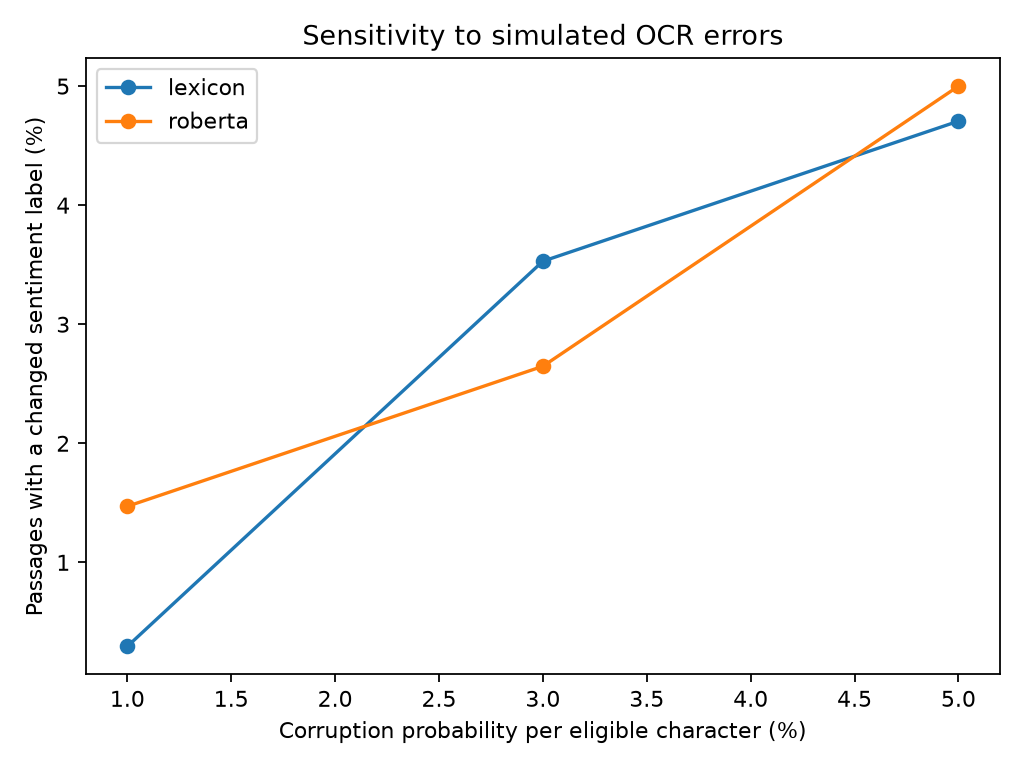 Sensitivity to simulated OCR errors
lexicon
roberta
Passages with a changed sentiment label (%)
5
4
3
2
1
1.0 1.5 2.0 2.5 3.0 3.5 4.0 4.5 5.0
Corruption probability per eligible character (%)